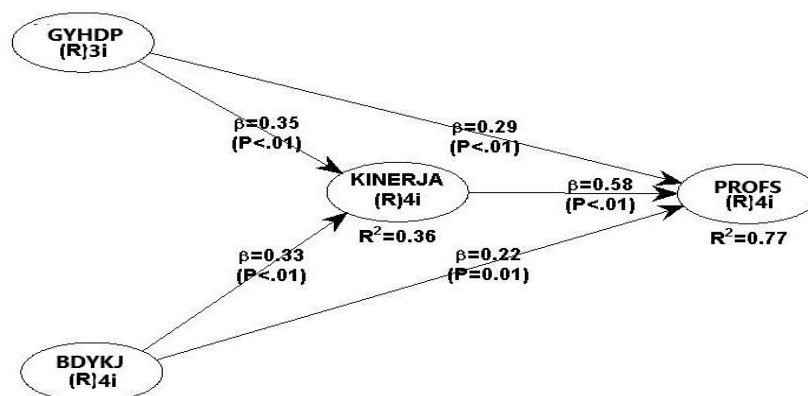 GYHDP
(R)3i
β=0.35
(P<.01)
β=0.29
(P<.01)
KINERJA
(R)4i
R²=0.36
β=0.58
(P<.01)
PROFS
(R)4i
R²=0.77
β=0.33
(P<.01)
β=0.22
(P=0.01)
BDYKJ
(R)4i